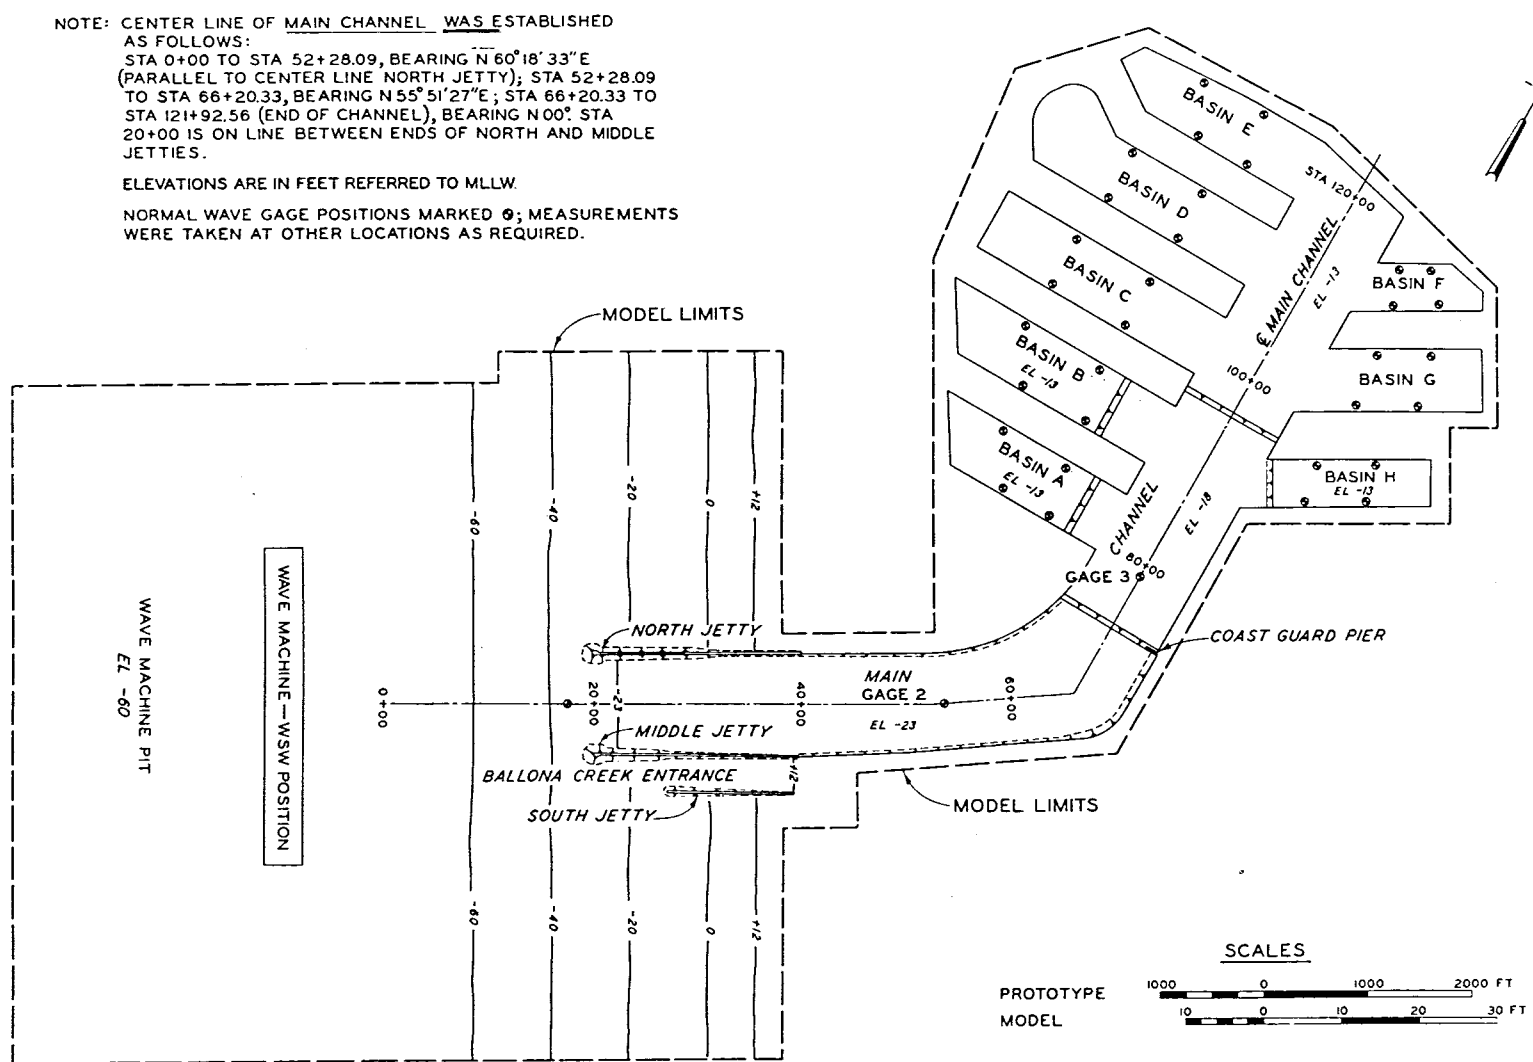 NOTE: CENTER LINE OF MAIN CHANNEL WAS ESTABLISHED
AS FOLLOWS:
STA 0+00 TO STA 52+28.09, BEARING N 60°18'33"E
(PARALLEL TO CENTER LINE NORTH JETTY); STA 52+28.09
TO STA 66+20.33, BEARING N 55°51'27"E; STA 66+20.33 TO
STA 121+92.56 (END OF CHANNEL), BEARING N 00°. STA
20+00 IS ON LINE BETWEEN ENDS OF NORTH AND MIDDLE
JETTIES.
ELEVATIONS ARE IN FEET REFERRED TO MLLW.
NORMAL WAVE GAGE POSITIONS MARKED ; MEASUREMENTS
WERE TAKEN AT OTHER LOCATIONS AS REQUIRED.
BASIN E
BASIN D
STA 120+00
BASIN C
℄ MAIN CHANNEL
EL -13
BASIN F
MODEL LIMITS
BASIN B
EL -13
100+00
BASIN G
BASIN A
EL -13
BASIN H
EL -13
CHANNEL
EL -18
80+00
GAGE 3
COAST GUARD PIER
-60
-40
-20
0
+12
WAVE MACHINE PIT
EL -60
WAVE MACHINE — WSW POSITION
NORTH JETTY
MAIN
GAGE 2
EL -23
0+00
20+00
-23
40+00
60+00
MIDDLE JETTY
BALLONA CREEK ENTRANCE
+12
SOUTH JETTY
MODEL LIMITS
-60
-40
-20
0
+12
SCALES
PROTOTYPE 1000 0 1000 2000 FT
MODEL 10 0 10 20 30 FT